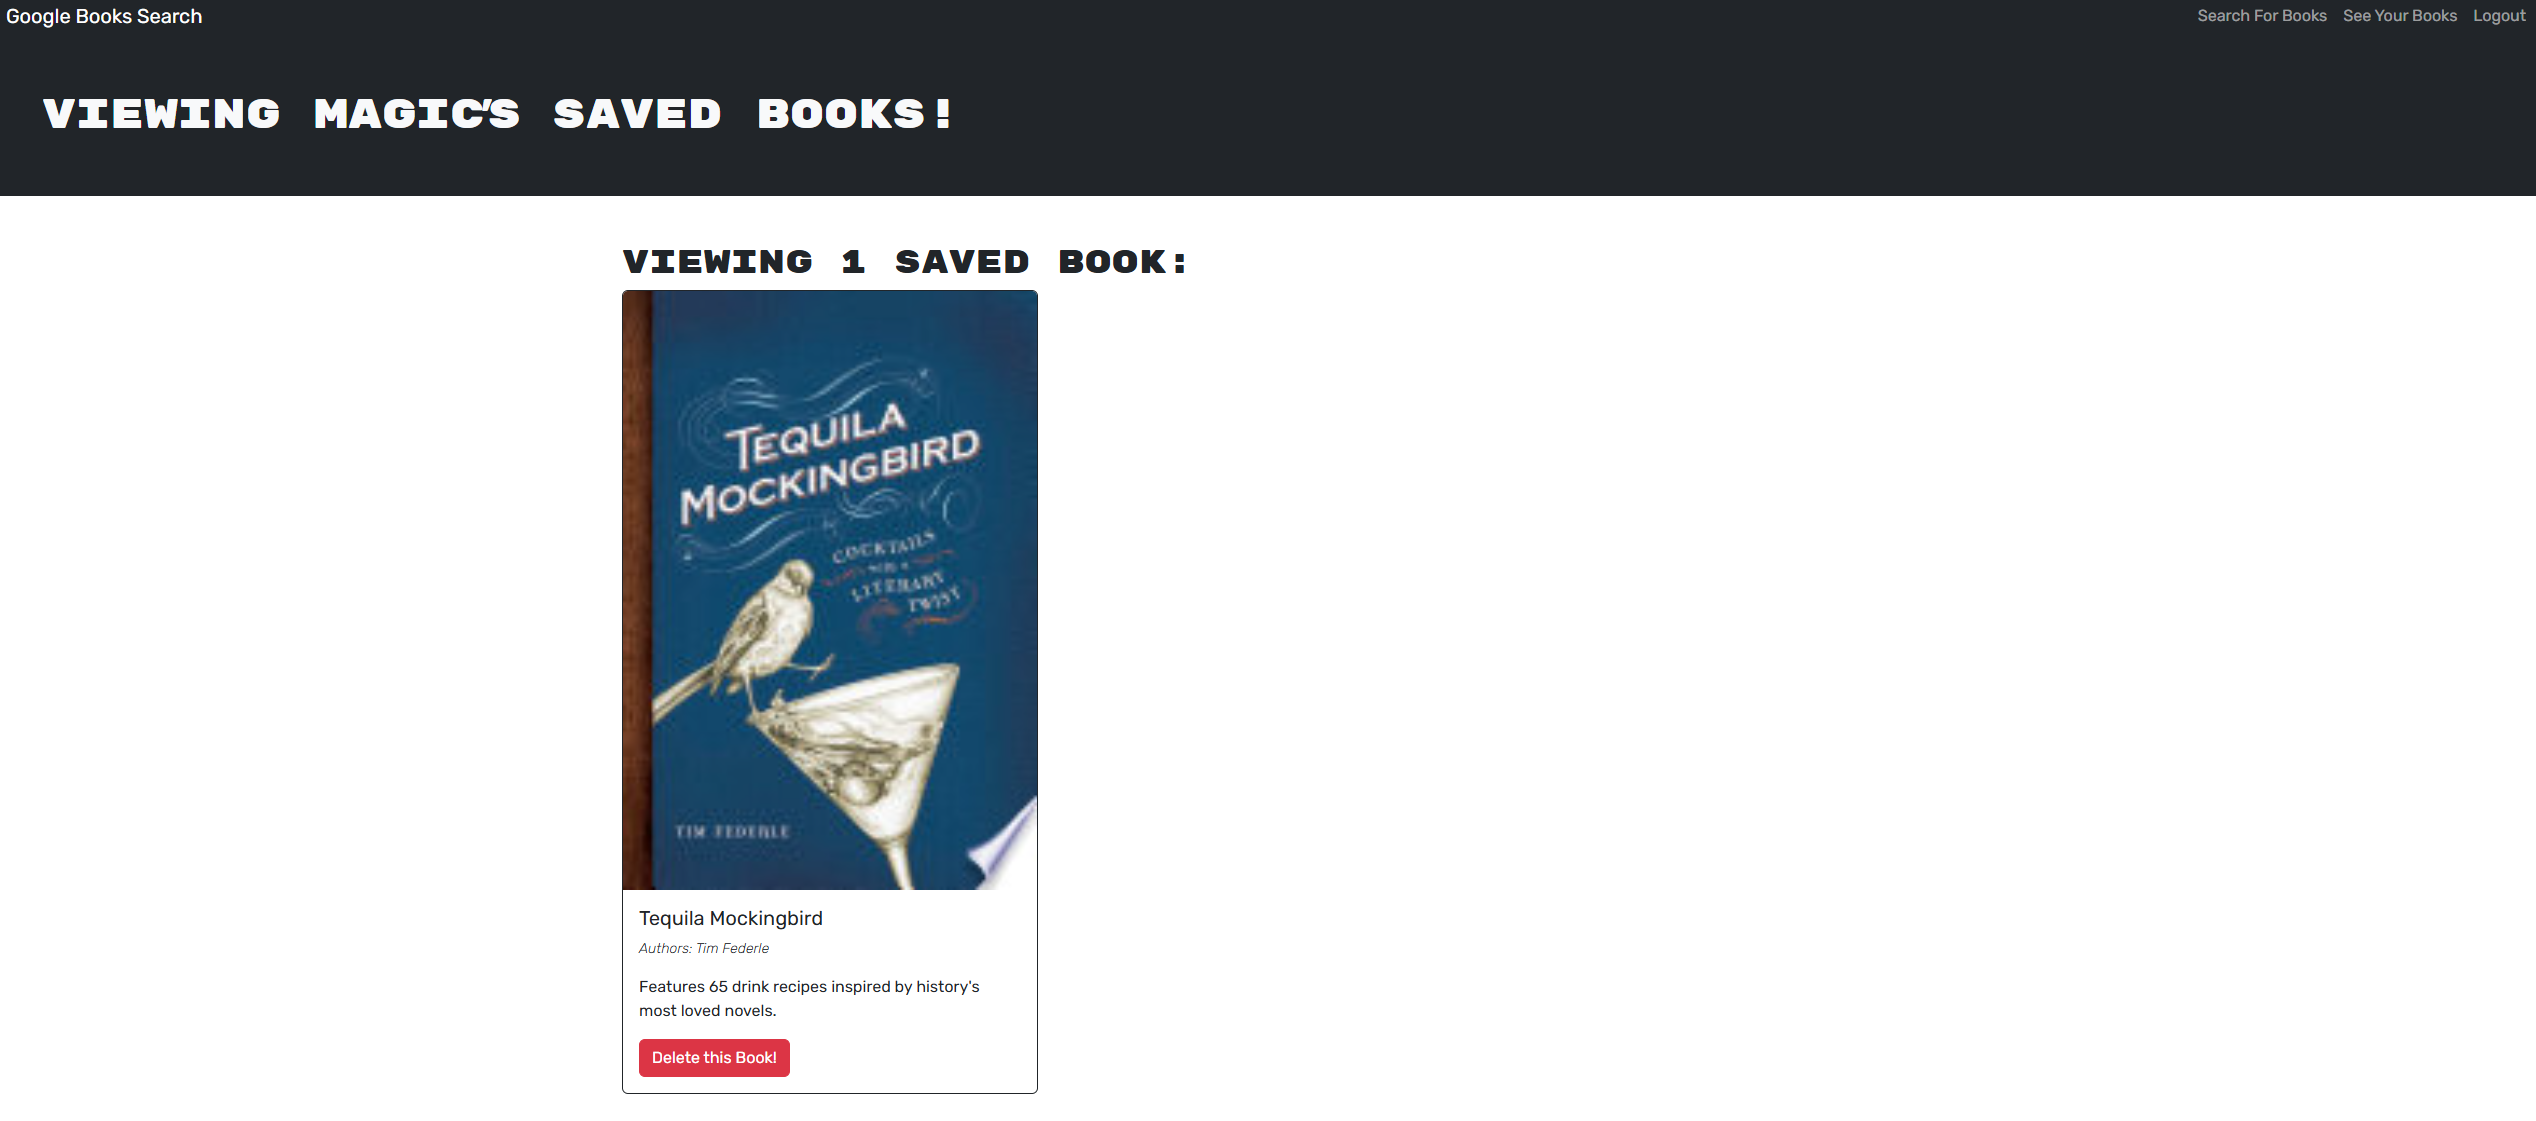 Google Books Search
Search For Books See Your Books Logout
VIEWING MAGIC'S SAVED BOOKS!
VIEWING 1 SAVED BOOK:
TEQUILA
MOCKINGBIRD
COCKTAILS
WITH A
LITERARY
TWIST
TIM FEDERLE
Tequila Mockingbird
Authors: Tim Federle
Features 65 drink recipes inspired by history's
most loved novels.
Delete this Book!